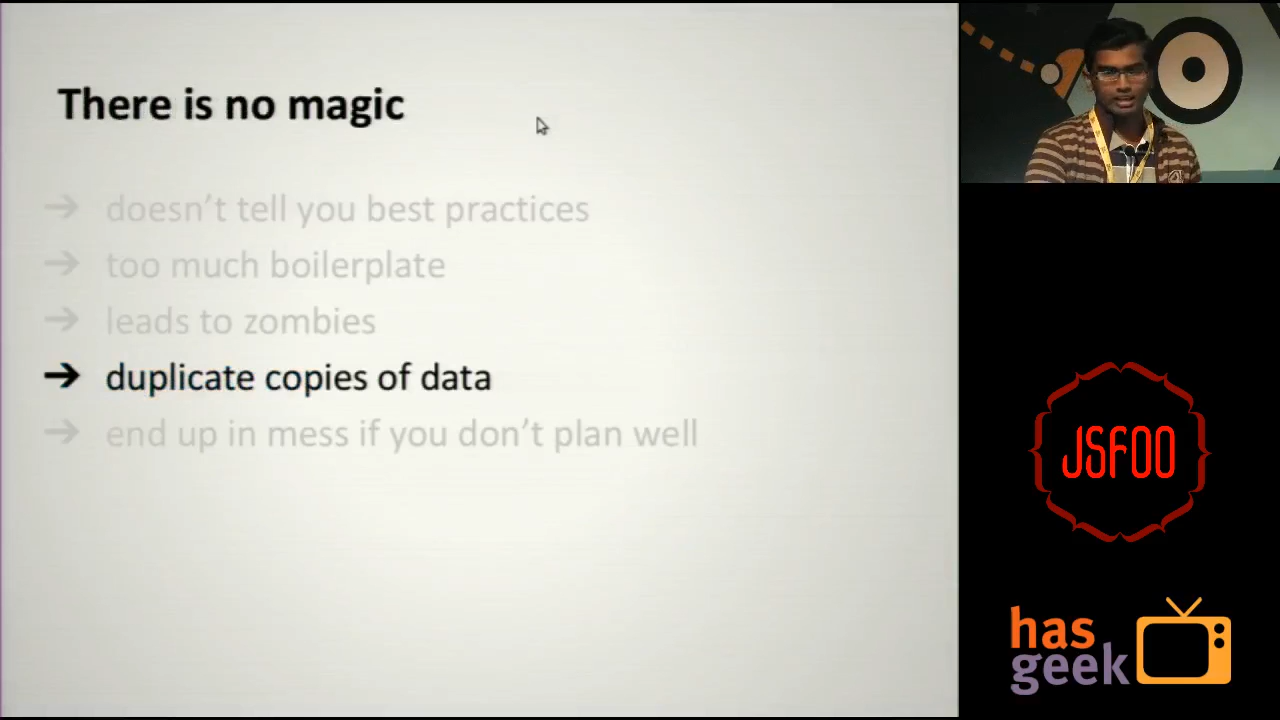 There is no magic
➔ doesn’t tell you best practices
➔ too much boilerplate
➔ leads to zombies
➔ duplicate copies of data
➔ end up in mess if you don’t plan well
JSFOO
has
geek